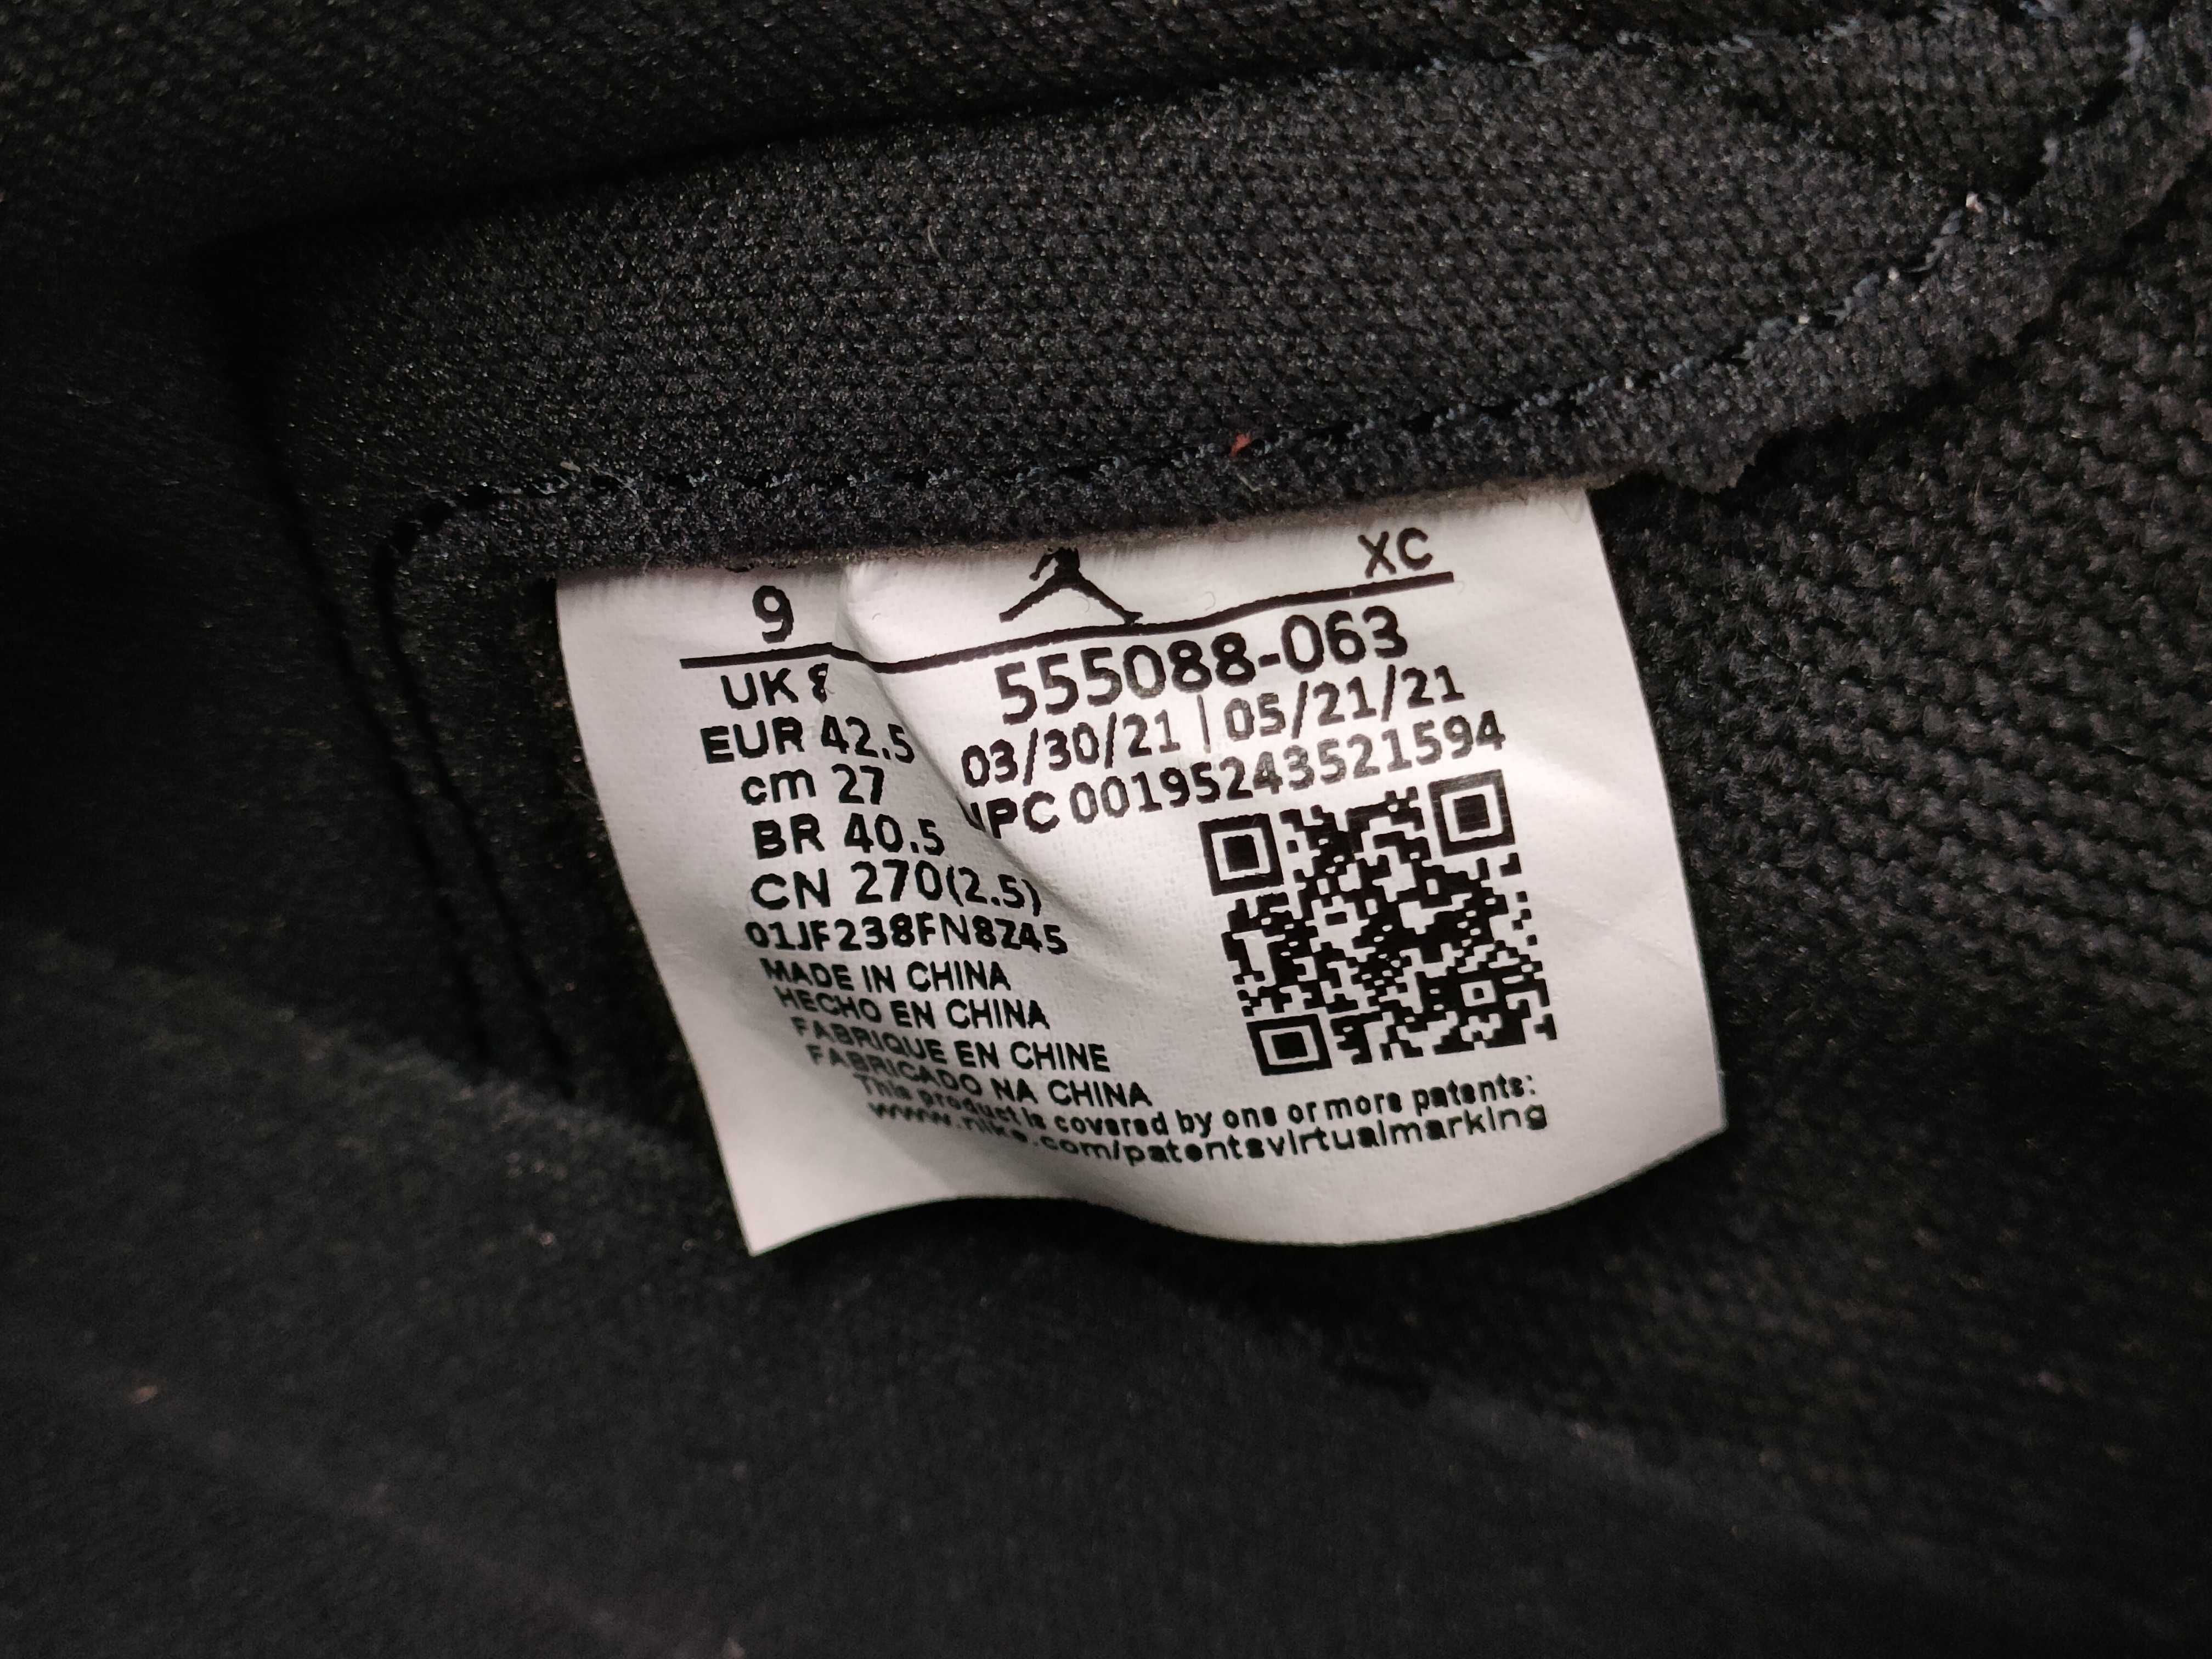 9
XC
UK 8
EUR 42.5
cm 27
BR 40.5
CN 270(2.5)
01JF238FN8Z45
MADE IN CHINA
HECHO EN CHINA
FABRIQUE EN CHINE
FABRICADO NA CHINA
555088-063
03/30/21 | 05/21/21
UPC 00195243521594
This product is covered by one or more patents:
www.nike.com/patentsvirtualmarking